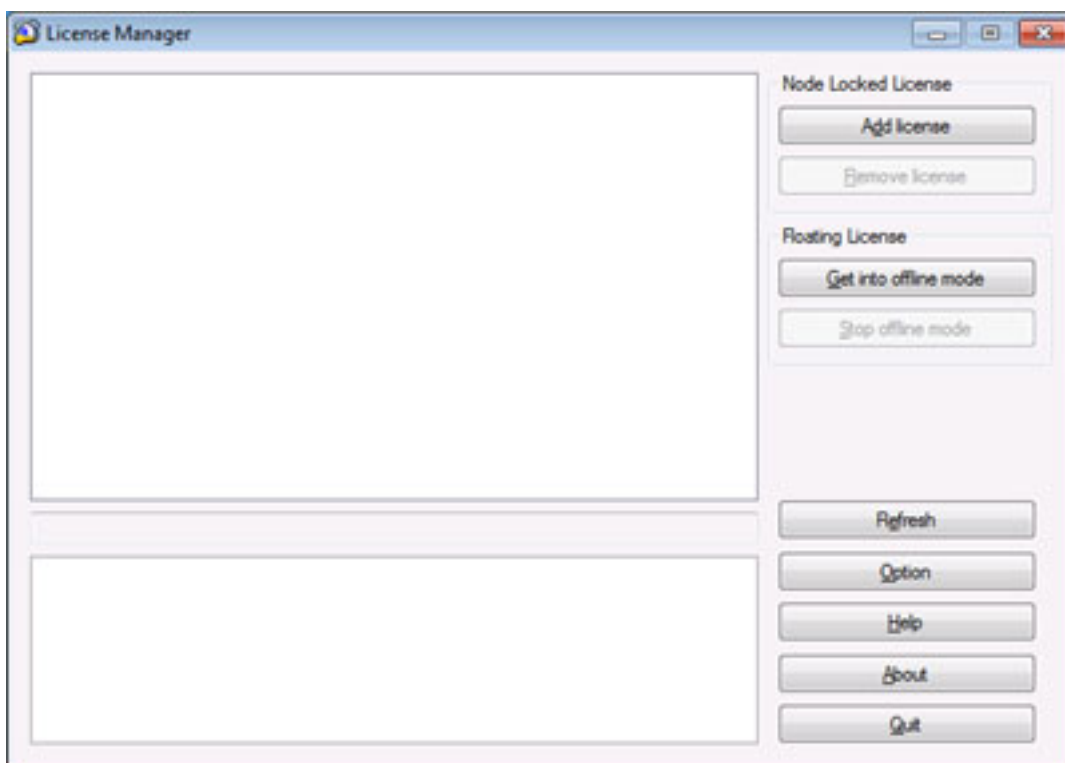 License Manager
Node Locked License
Add license
Remove license
Floating License
Get into offline mode
Stop offline mode
Refresh
Option
Help
About
Quit